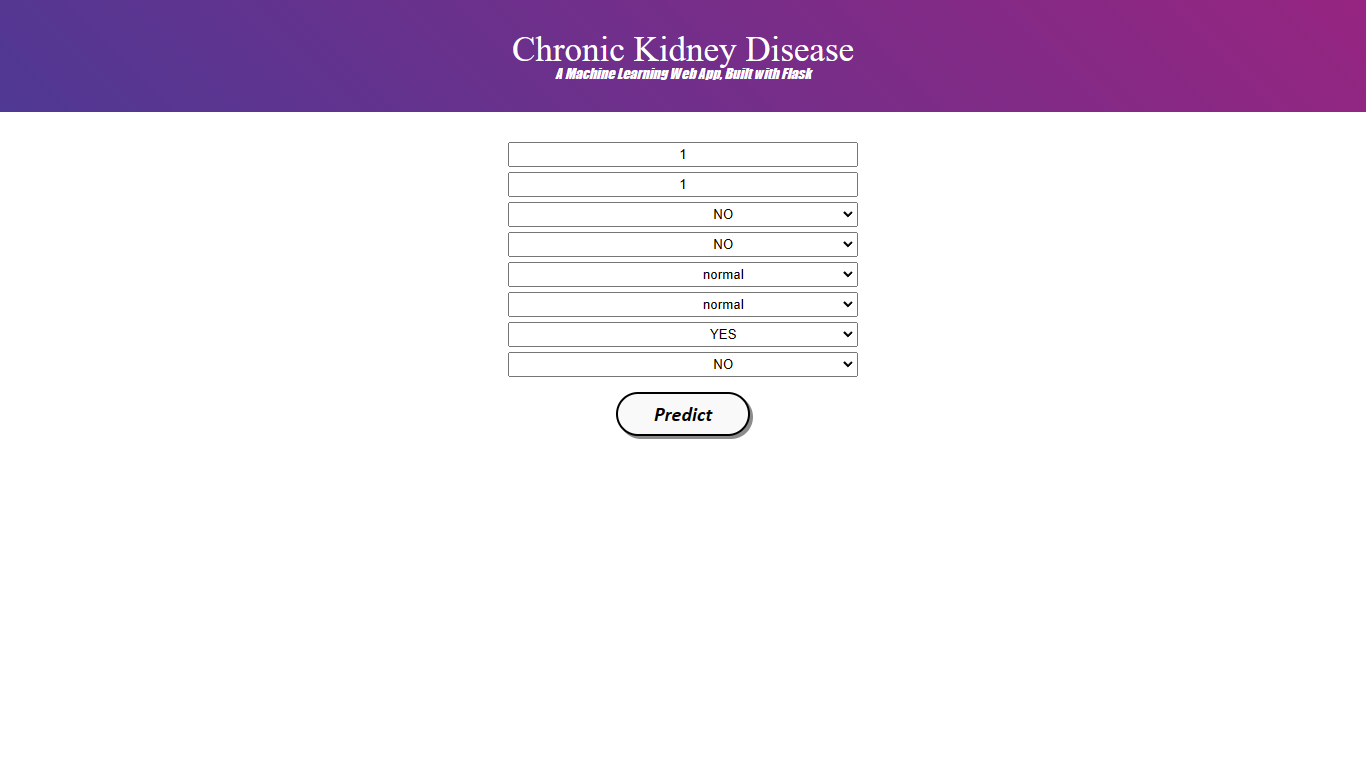 Chronic Kidney Disease
A Machine Learning Web App, Built with Flask
1
1
NO
NO
normal
normal
YES
NO
Predict